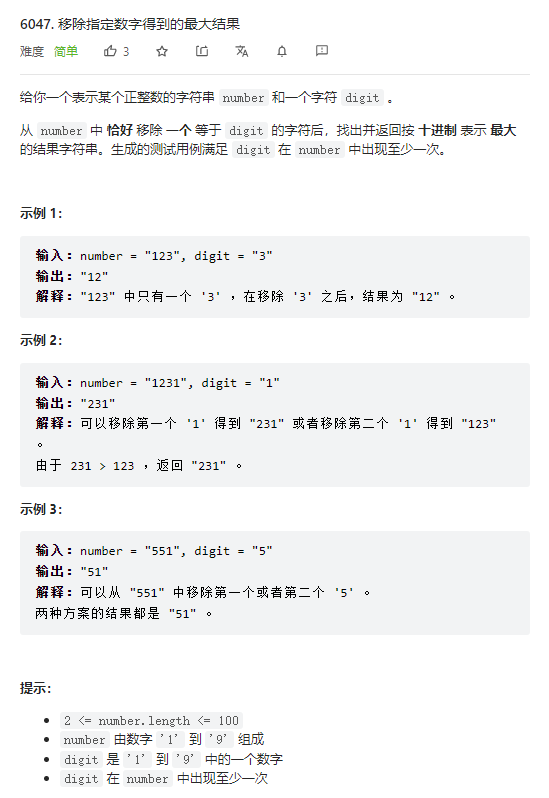 6047. 移除指定数字得到的最大结果
难度 简单 3
给你一个表示某个正整数的字符串 number 和一个字符 digit 。
从 number 中 恰好 移除 一个 等于 digit 的字符后，找出并返回按 十进制 表示 最大
的结果字符串。生成的测试用例满足 digit 在 number 中出现至少一次。
示例 1：
输入：number = "123", digit = "3"
输出："12"
解释："123" 中只有一个 '3' ，在移除 '3' 之后，结果为 "12" 。
示例 2：
输入：number = "1231", digit = "1"
输出："231"
解释：可以移除第一个 '1' 得到 "231" 或者移除第二个 '1' 得到 "123"
。
由于 231 > 123 ，返回 "231" 。
示例 3：
输入：number = "551", digit = "5"
输出："51"
解释：可以从 "551" 中移除第一个或者第二个 '5' 。
两种方案的结果都是 "51" 。
提示：
• 2 <= number.length <= 100
• number 由数字 '1' 到 '9' 组成
• digit 是 '1' 到 '9' 中的一个数字
• digit 在 number 中出现至少一次